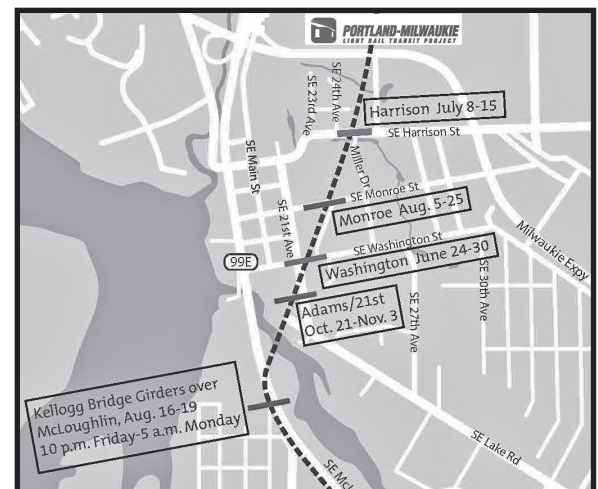 PORTLAND-MILWAUKIE
LIGHT RAIL TRANSIT PROJECT
SE 24th Ave
SE 23rd Ave
Harrison July 8-15
SE Harrison St
Miller Dr
SE Main St
SE Monroe St
Monroe Aug. 5-25
SE 21st Ave
SE Washington St
Washington June 24-30
Milwaukie Expy
99E
SE 30th Ave
SE 27th Ave
Adams/21st
Oct. 21-Nov. 3
Kellogg Bridge Girders over
McLoughlin, Aug. 16-19
10 p.m. Friday-5 a.m. Monday
SE Lake Rd
SE McL